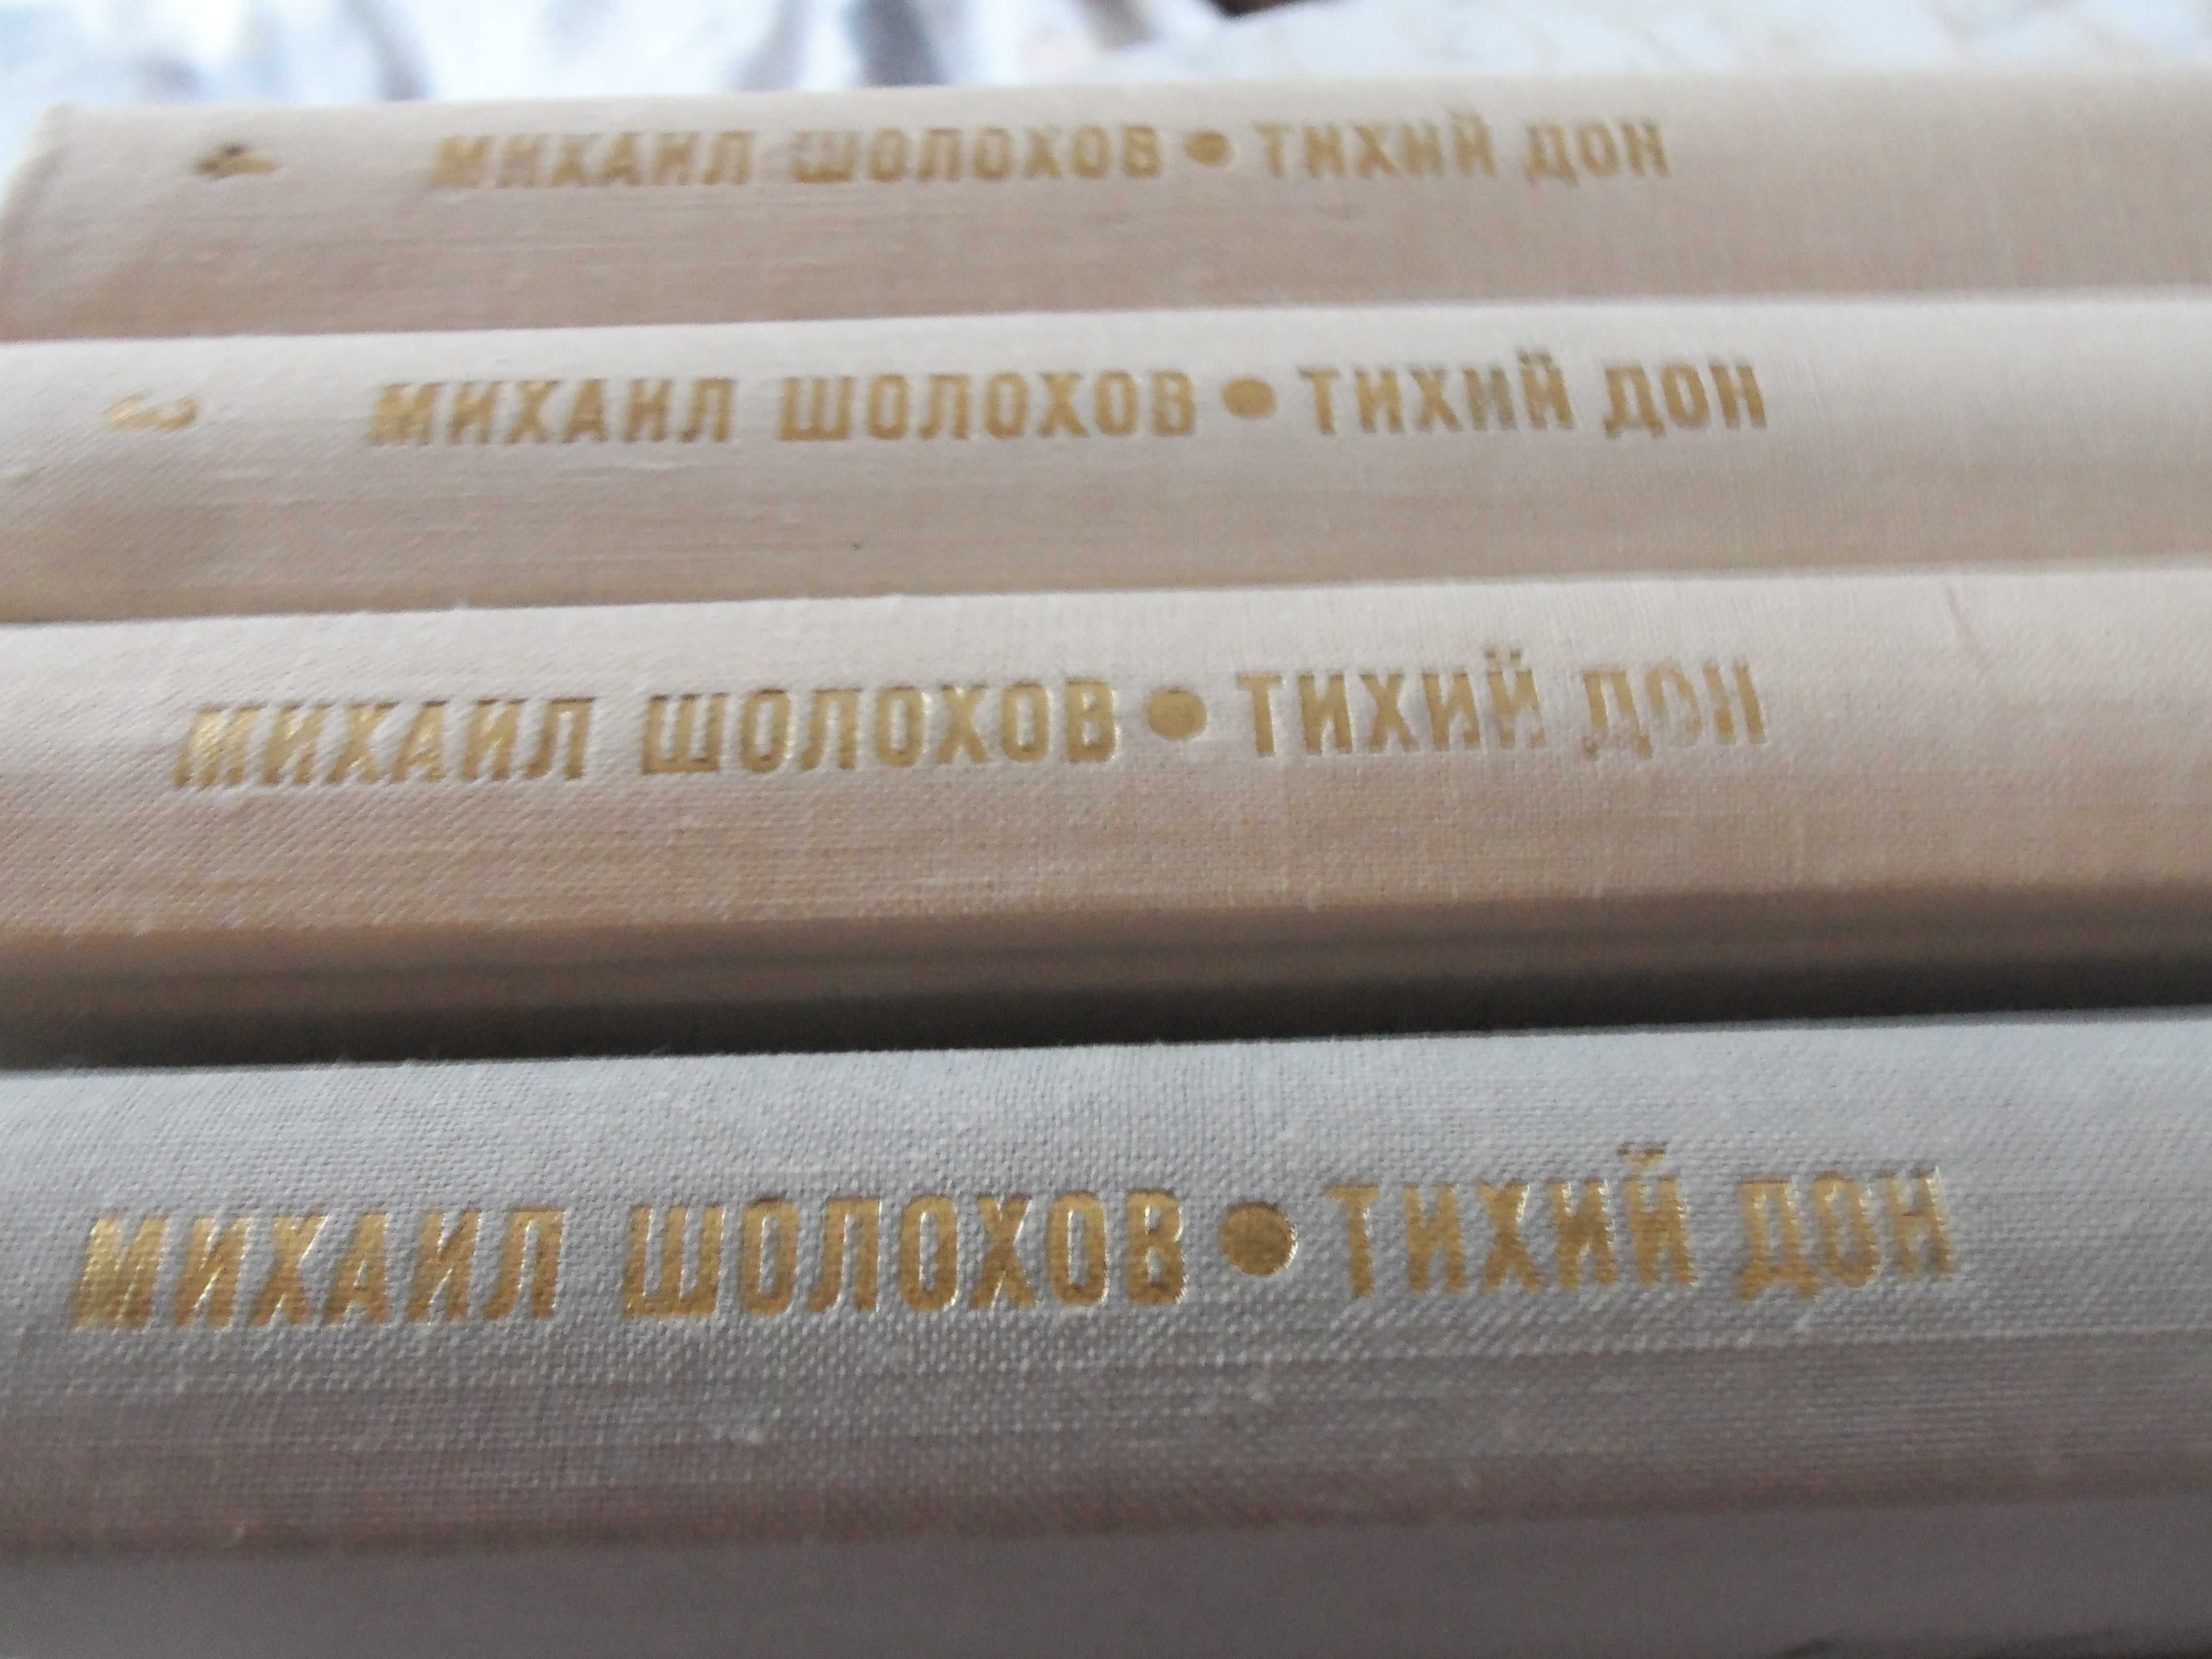 4 МИХАИЛ ШОЛОХОВ • ТИХИЙ ДОН
3 МИХАИЛ ШОЛОХОВ • ТИХИЙ ДОН
МИХАИЛ ШОЛОХОВ • ТИХИЙ ДОН
МИХАИЛ ШОЛОХОВ • ТИХИЙ ДОН